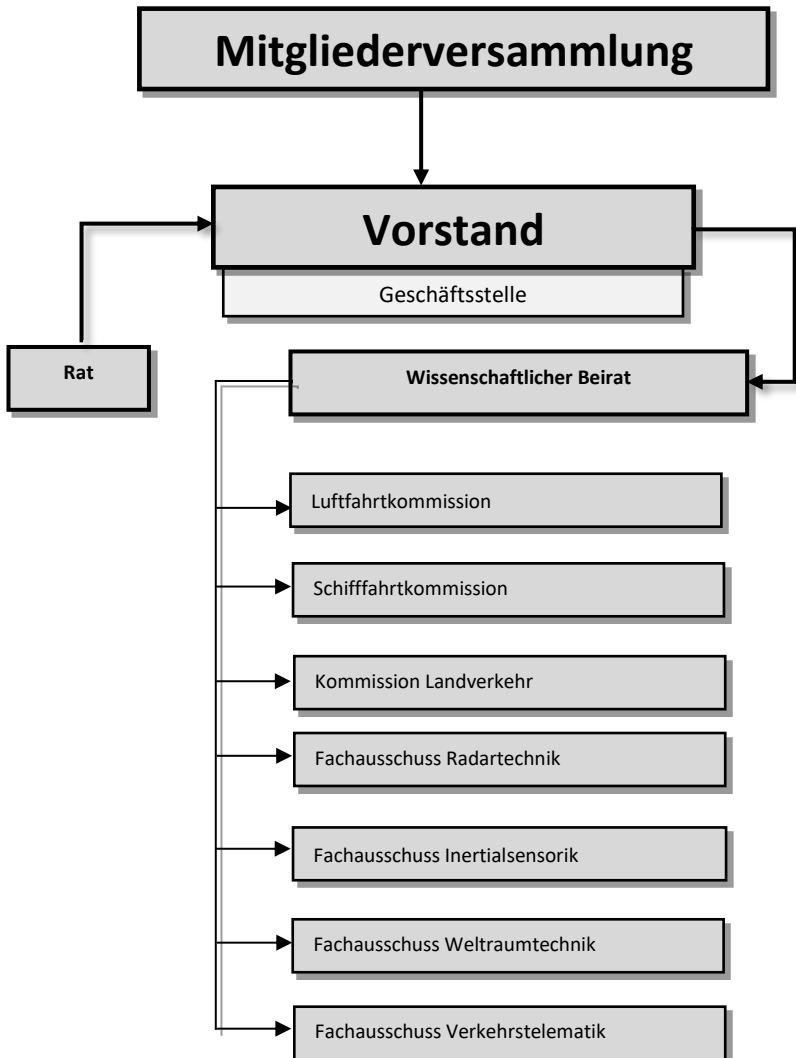 Mitgliederversammlung
Vorstand
Geschäftsstelle
Rat
Wissenschaftlicher Beirat
Luftfahrtkommission
Schifffahrtkommission
Kommission Landverkehr
Fachausschuss Radartechnik
Fachausschuss Inertialsensorik
Fachausschuss Weltraumtechnik
Fachausschuss Verkehrstelematik